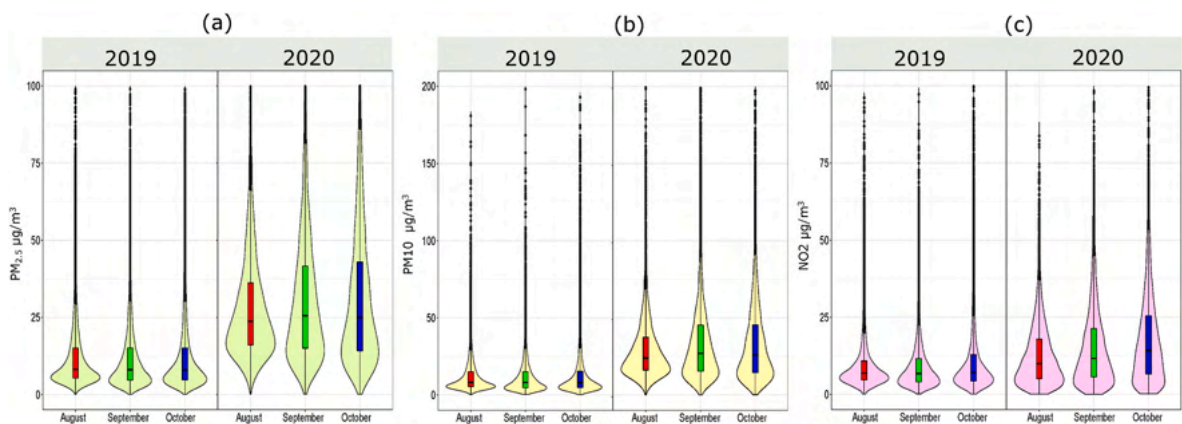 (a) (b) (c)
2019 2020 2019 2020 2019 2020
PM2.5 µg/m³
100
75
50
25
0
August September October August September October
PM10 µg/m³
200
150
100
50
0
August September October August September October
NO2 µg/m³
100
75
50
25
0
August September October August September October